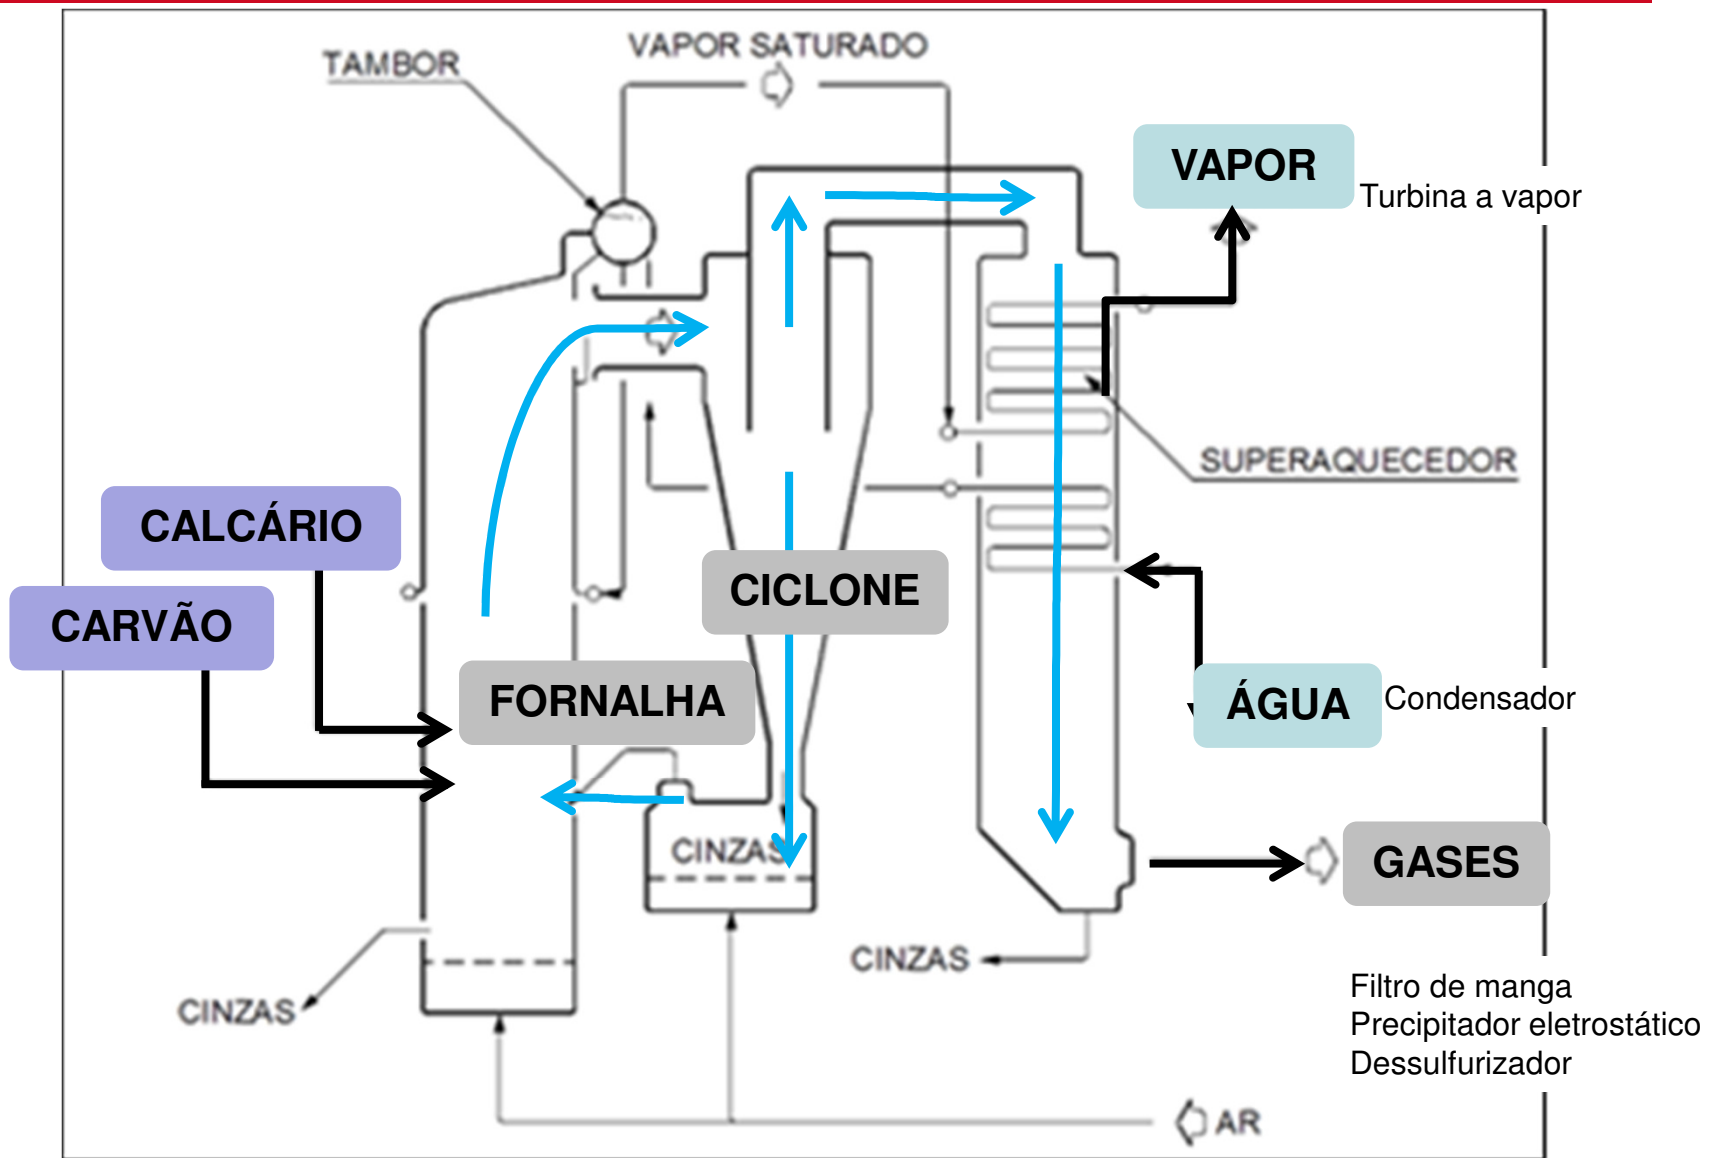 VAPOR SATURADO
TAMBOR
VAPOR
Turbina a vapor
SUPERAQUECEDOR
CALCÁRIO
CICLONE
CARVÃO
FORNALHA
ÁGUA
Condensador
CINZAS
GASES
CINZAS
CINZAS
Filtro de manga
Precipitador eletrostático
Dessulfurizador
AR